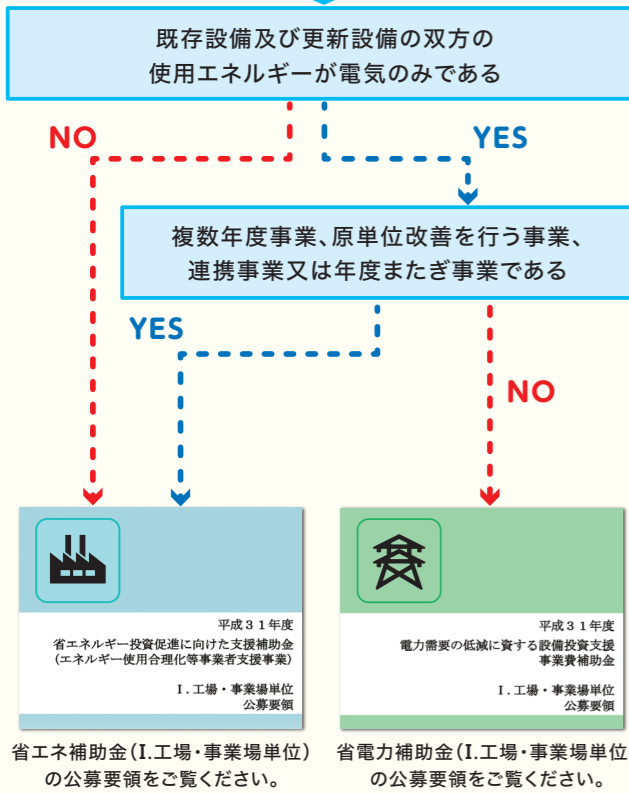 既存設備及び更新設備の双方の
使用エネルギーが電気のみである
NO
YES
複数年度事業、原単位改善を行う事業、
連携事業又は年度またぎ事業である
YES
NO
平成３１年度
省エネルギー投資促進に向けた支援補助金
(エネルギー使用合理化等事業者支援事業)
Ⅰ.工場・事業場単位
公募要領
平成３１年度
電力需要の低減に資する設備投資支援
事業費補助金
Ⅰ.工場・事業場単位
公募要領
省エネ補助金(Ⅰ.工場・事業場単位)
の公募要領をご覧ください。
省電力補助金(Ⅰ.工場・事業場単位
の公募要領をご覧ください。